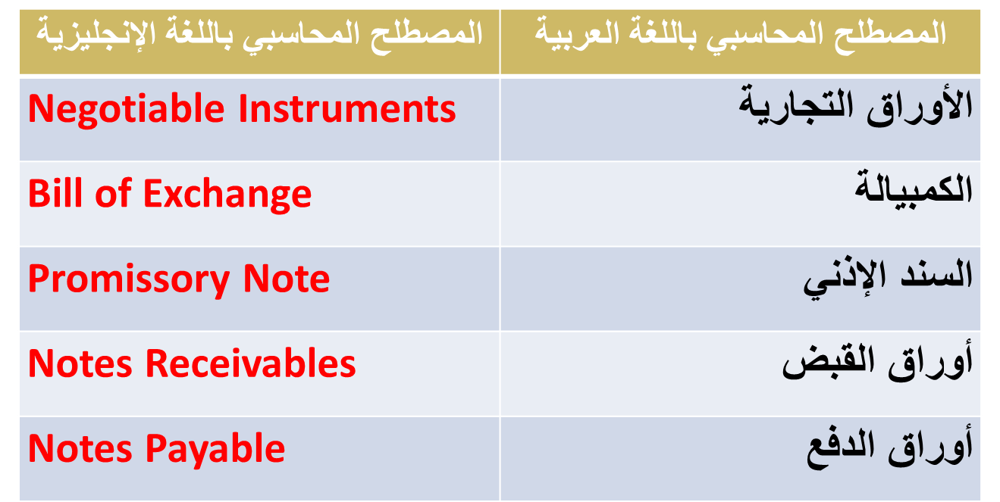 المصطلح المحاسبي باللغة العربية
المصطلح المحاسبي باللغة الإنجليزية
الأوراق التجارية
Negotiable Instruments
الكمبيالة
Bill of Exchange
السند الإذني
Promissory Note
أوراق القبض
Notes Receivables
أوراق الدفع
Notes Payable